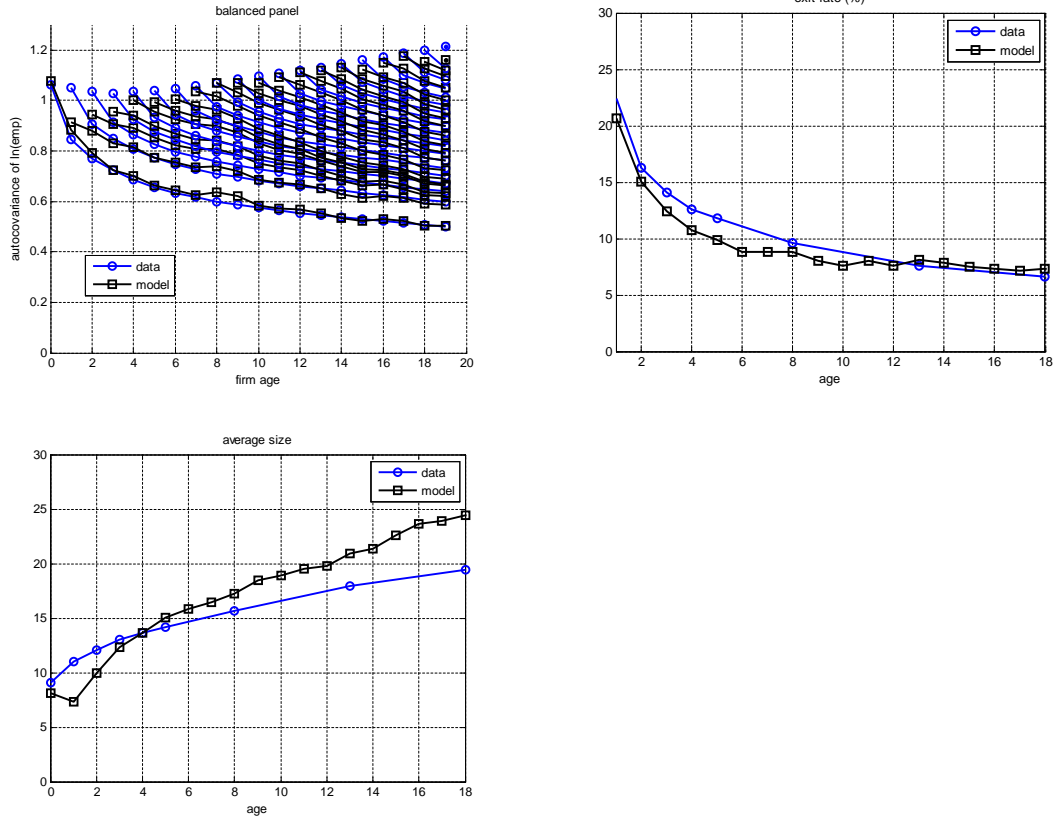 balanced panel
1.2
1
0.8
0.6
0.4
0.2
0
autocovariance of ln(emp)
data
model
0 2 4 6 8 10 12 14 16 18 20
firm age
exit rate (%)
30
25
20
15
10
5
0
data
model
2 4 6 8 10 12 14 16 18
age
average size
30
25
20
15
10
5
0
data
model
0 2 4 6 8 10 12 14 16 18
age